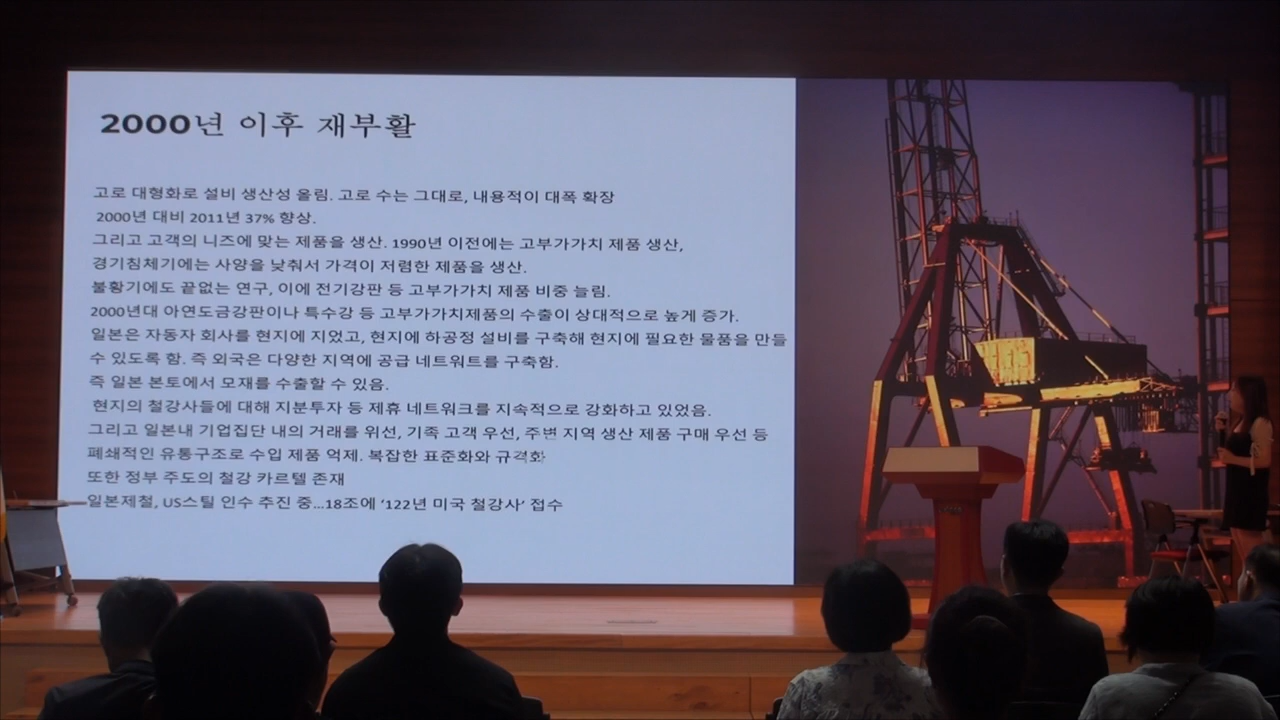 2000년 이후 재부활
고로 대형화로 설비 생산성 올림. 고로 수는 그대로, 내용적이 대폭 확장
2000년 대비 2011년 37% 향상.
그리고 고객의 니즈에 맞는 제품을 생산. 1990년 이전에는 고부가가치 제품 생산,
경기침체기에는 사양을 낮춰서 가격이 저렴한 제품을 생산.
불황기에도 끝없는 연구, 이에 전기강판 등 고부가가치 제품 비중 늘림.
2000년대 아연도금강판이나 특수강 등 고부가가치제품의 수출이 상대적으로 높게 증가.
일본은 자동자 회사를 현지에 지었고, 현지에 하공정 설비를 구축해 현지에 필요한 물품을 만들
수 있도록 함. 즉 외국은 다양한 지역에 공급 네트워트를 구축함.
즉 일본 본토에서 모재를 수출할 수 있음.
현지의 철강사들에 대해 지분투자 등 제휴 네트워크를 지속적으로 강화하고 있었음.
그리고 일본내 기업집단 내의 거래를 위선, 기족 고객 우선, 주변 지역 생산 제품 구매 우선 등
폐쇄적인 유통구조로 수입 제품 억제. 복잡한 표준화와 규격화
또한 정부 주도의 철강 카르텔 존재
일본제철, US스틸 인수 추진 중…18조에 ‘122년 미국 철강사’ 접수